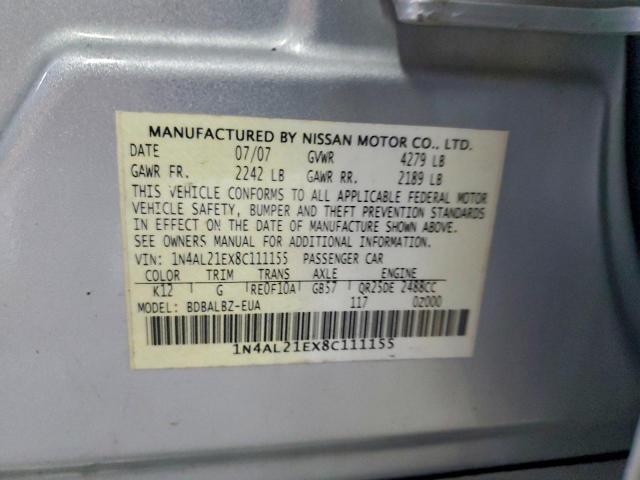 MANUFACTURED BY NISSAN MOTOR CO., LTD.
DATE 07/07 GVWR 4279 LB
GAWR FR. 2242 LB GAWR RR. 2189 LB
THIS VEHICLE CONFORMS TO ALL APPLICABLE FEDERAL MOTOR
VEHICLE SAFETY, BUMPER AND THEFT PREVENTION STANDARDS
IN EFFECT ON THE DATE OF MANUFACTURE SHOWN ABOVE.
SEE OWNERS MANUAL FOR ADDITIONAL INFORMATION.
VIN: 1N4AL21EX8C111155 PASSENGER CAR
COLOR TRIM TRANS AXLE ENGINE
K12 G RE0F10A GB57 QR25DE 2488CC
MODEL: BDBALBZ-EUA 117 0Z000
1N4AL21EX8C111155